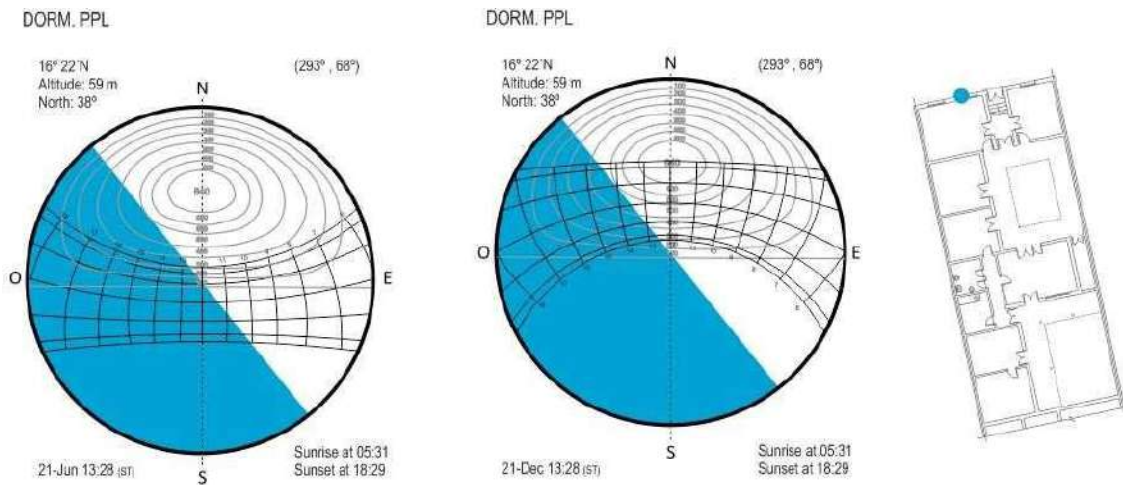 DORM. PPL
16° 22'N
Altitude: 59 m
North: 38º
(293° , 68°)
N
O
E
S
21-Jun 13:28 (ST)
Sunrise at 05:31
Sunset at 18:29
DORM. PPL
16° 22'N
Altitude: 59 m
North: 38º
(293° , 68°)
N
O
E
S
21-Dec 13:28 (ST)
Sunrise at 05:31
Sunset at 18:29